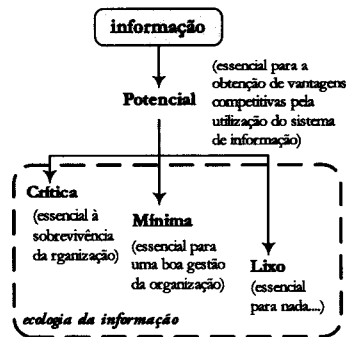 informação
(essencial para a
obtenção de vantagens
competitivas pela
utilização do sistema
de informação)
Potencial
Crítica
(essencial à
sobrevivência
da rganização)
Mínima
(essencial para
uma boa gestão
da organização)
Lixo
(essencial
para nada....)
ecologia da informação